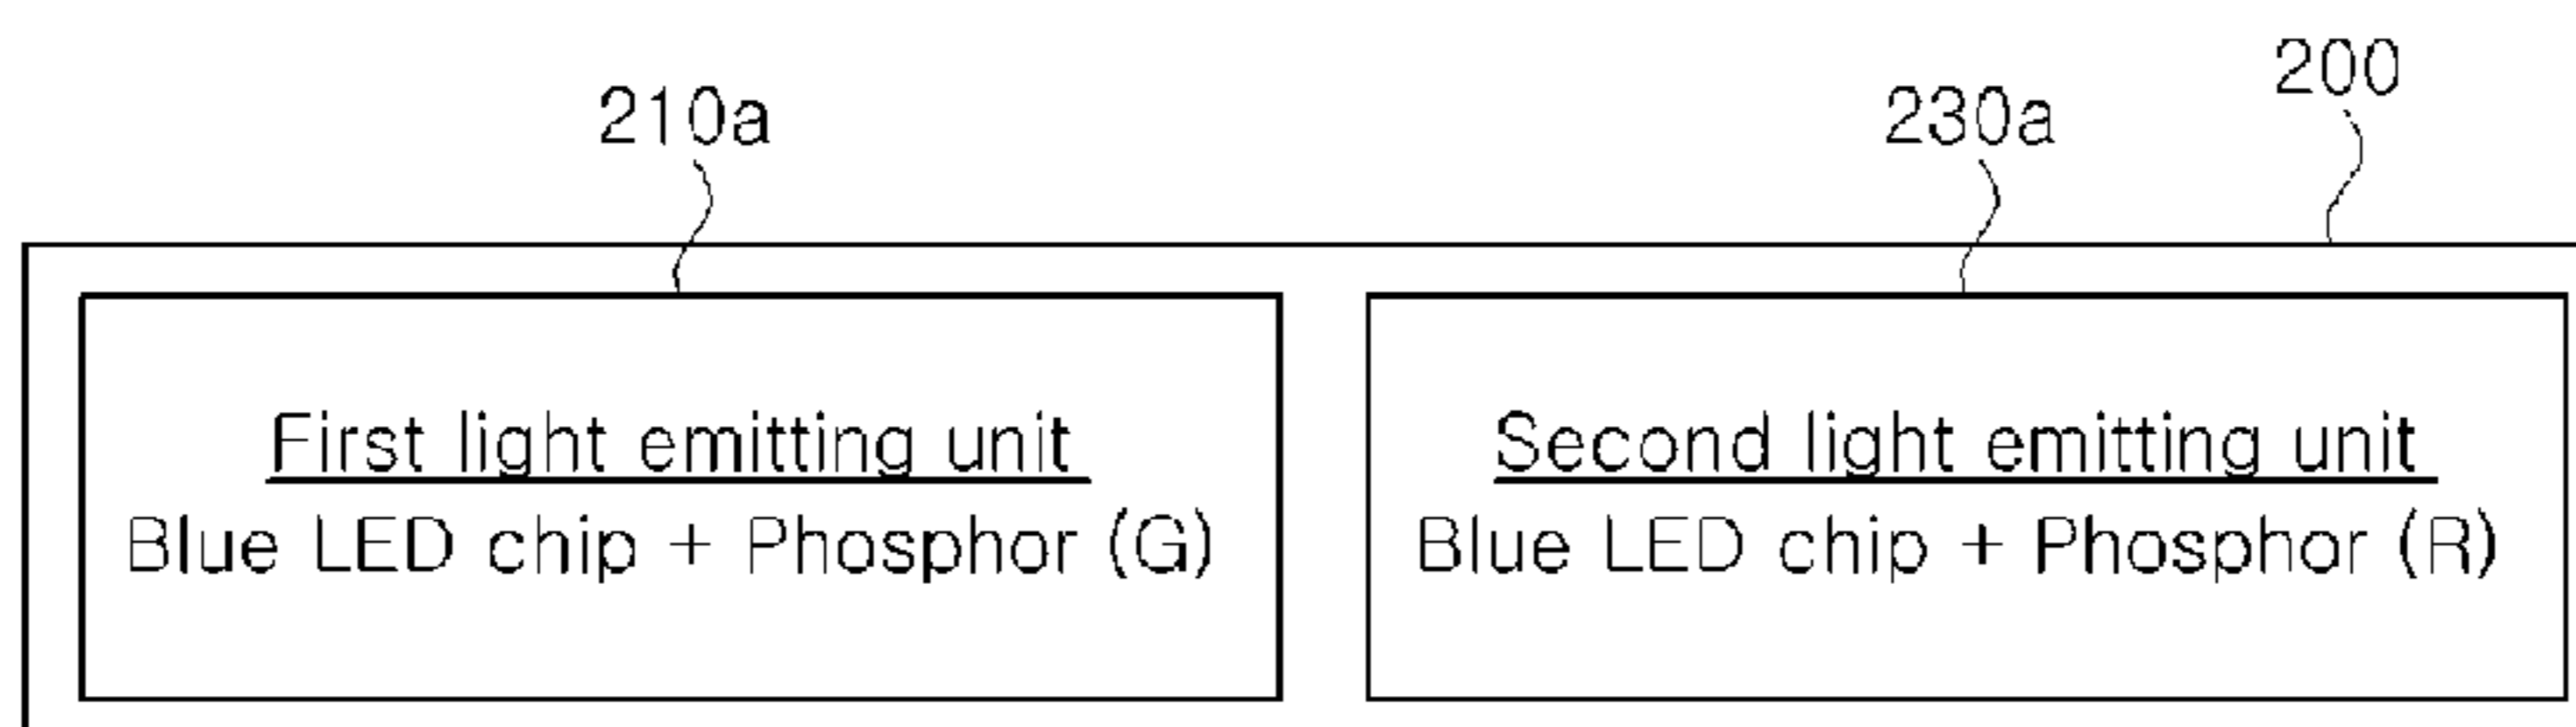 200
210a
230a
First light emitting unit
Blue LED chip + Phosphor (G)
Second light emitting unit
Blue LED chip + Phosphor (R)